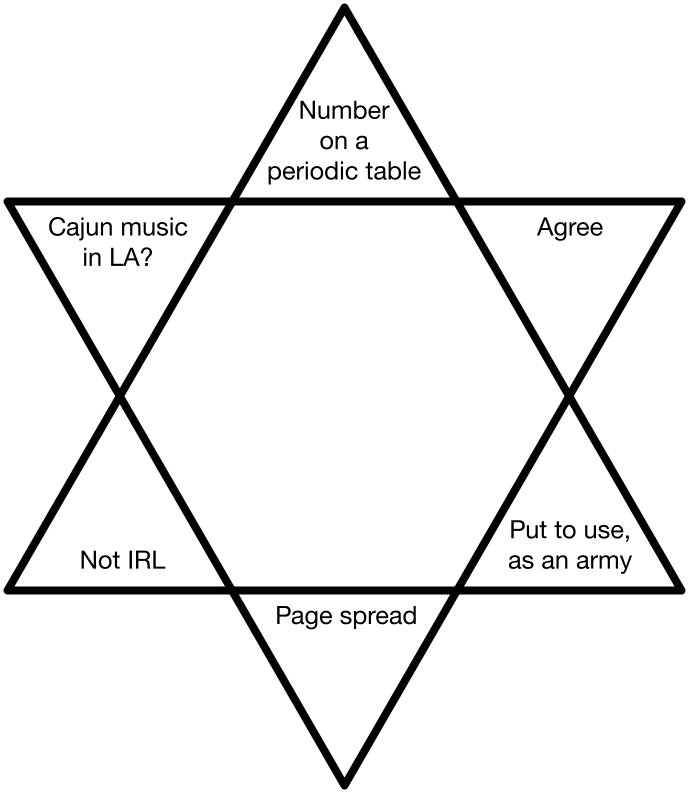 Number
on a
periodic table
Cajun music
in LA?
Agree
Not IRL
Put to use,
as an army
Page spread